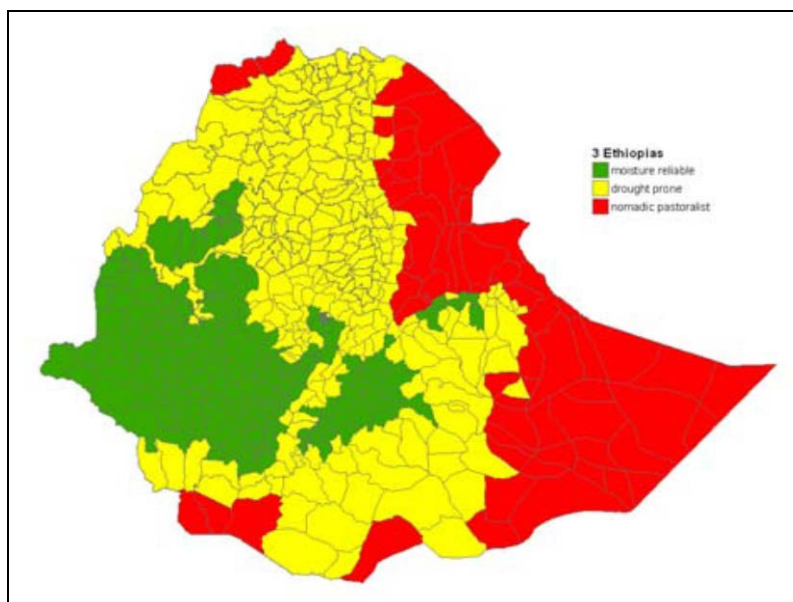 3 Ethiopias
moisture reliable
drought prone
nomadic pastoralist